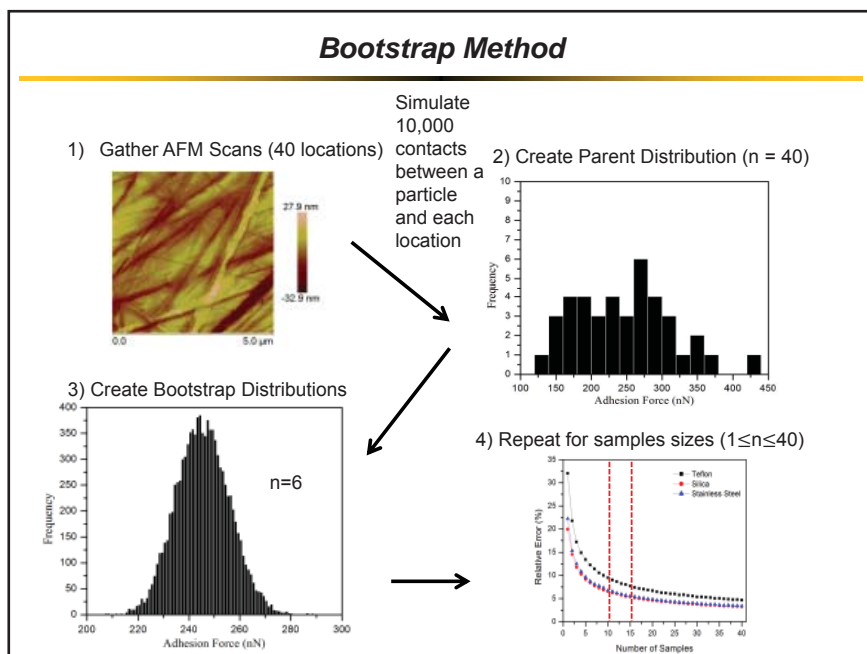 Bootstrap Method
1) Gather AFM Scans (40 locations)
27.9 nm
-32.9 nm
0.0
5.0 µm
Simulate
10,000
contacts
between a
particle
and each
location
2) Create Parent Distribution (n = 40)
10
9
8
7
6
5
4
3
2
1
0
Frequency
100 150 200 250 300 350 400 450
Adhesion Force (nN)
3) Create Bootstrap Distributions
400
350
300
250
200
150
100
50
0
Frequency
n=6
200 220 240 260 280 300
Adhesion Force (nN)
4) Repeat for samples sizes (1≤n≤40)
35
30
25
20
15
10
5
0
Relative Error (%)
Teflon
Silica
Stainless Steel
0 5 10 15 20 25 30 35 40
Number of Samples